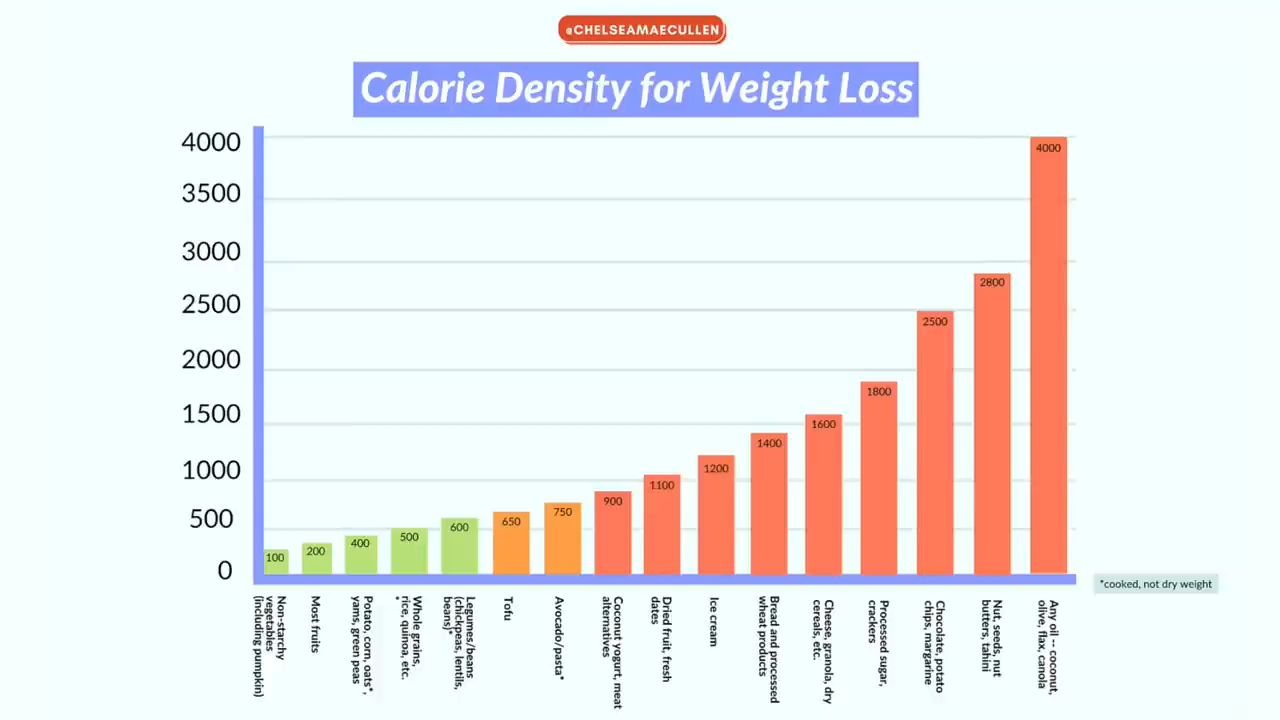 @CHELSEAMAECULLEN
Calorie Density for Weight Loss
4000
3500
3000
2500
2000
1500
1000
500
0
100
200
400
500
600
650
750
900
1100
1200
1400
1600
1800
2500
2800
4000
*cooked, not dry weight
Non-starchy
vegetables
(including pumpkin)
Most fruits
Potato, corn, oats*,
yams, green peas
Whole grains,
rice, quinoa, etc.
*
Legumes/beans
(chickpeas, lentils,
beans)*
Tofu
Avocado/pasta*
Coconut yogurt, meat
alternatives
Dried fruit, fresh
dates
Ice cream
Bread and processed
wheat products
Cheese, granola, dry
cereals, etc.
Processed sugar,
crackers
Chocolate, potato
chips, margarine
Nut, seeds, nut
butters, tahini
Any oil -- coconut,
olive, flax, canola